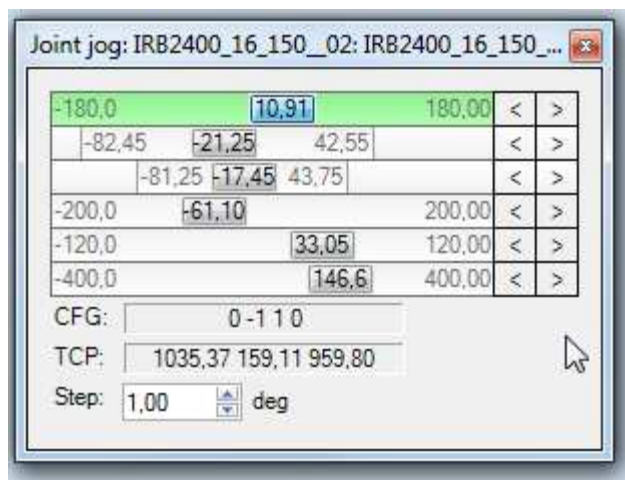 Joint jog: IRB2400_16_150__02: IRB2400_16_150_...
-180,0 10,91 180,00 < >
-82,45 -21,25 42,55 < >
-81,25 -17,45 43,75 < >
-200,0 -61,10 200,00 < >
-120,0 33,05 120,00 < >
-400,0 146,6 400,00 < >
CFG: 0 -1 1 0
TCP: 1035,37 159,11 959,80
Step: 1,00 deg